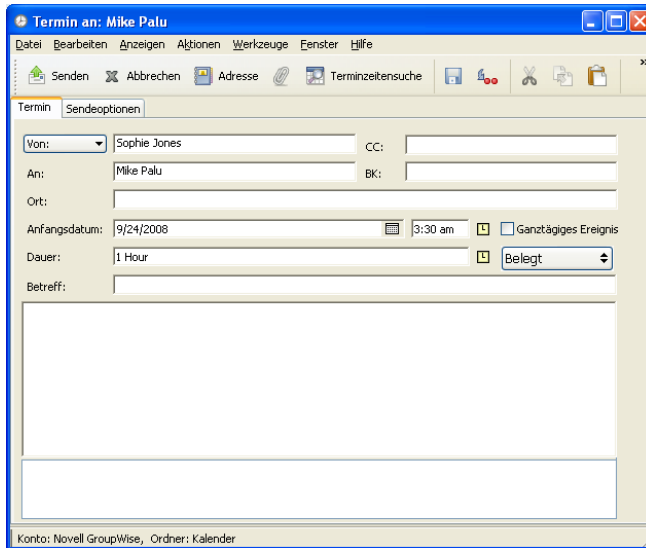 Termin an: Mike Palu
Datei Bearbeiten Anzeigen Aktionen Werkzeuge Fenster Hilfe
Senden Abbrechen Adresse Terminzeitensuche »
Termin Sendeoptionen
Von: Sophie Jones CC:
An: Mike Palu BK:
Ort:
Anfangsdatum: 9/24/2008 3:30 am Ganztägiges Ereignis
Dauer: 1 Hour Belegt
Betreff:
Konto: Novell GroupWise, Ordner: Kalender